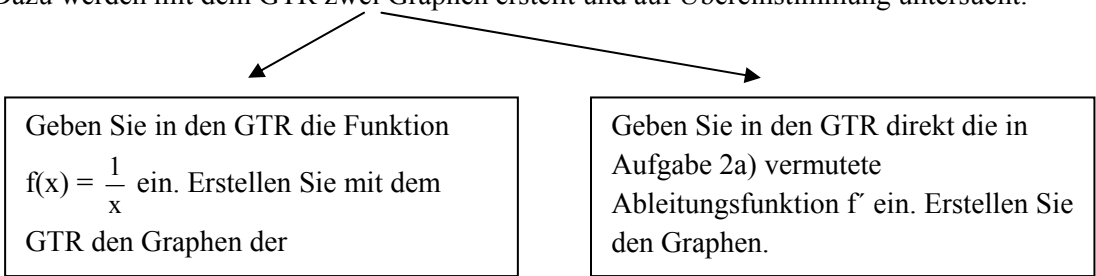 Dazu werden mit dem GTR zwei Graphen erstellt und auf Übereinstimmung untersucht.
Geben Sie in den GTR die Funktion
f(x) = 1/x ein. Erstellen Sie mit dem
GTR den Graphen der
Geben Sie in den GTR direkt die in
Aufgabe 2a) vermutete
Ableitungsfunktion f´ ein. Erstellen Sie
den Graphen.